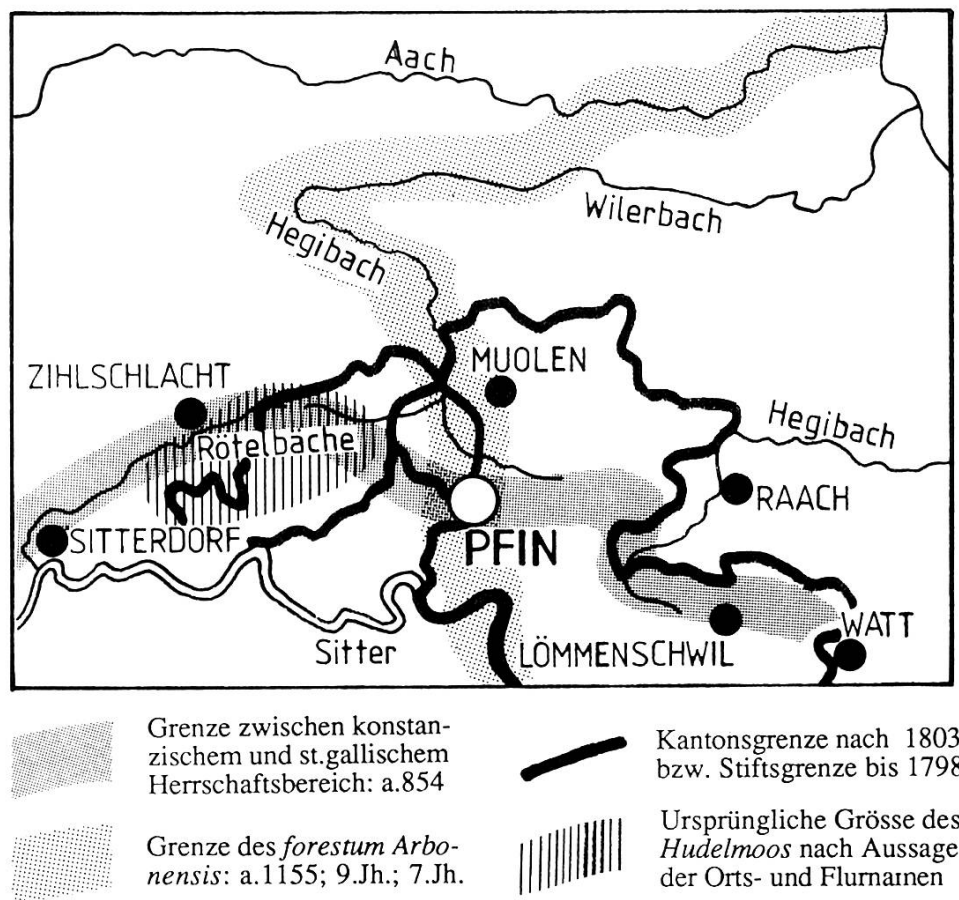 Aach
Wilerbach
Hegibach
ZIHLSCHLACHT
MUOLEN
Hegibach
Rötelbäche
RAACH
SITTERDORF
PFIN
Sitter
LÖMMENSCHWIL
WATT
Grenze zwischen konstan-
zischem und st.gallischem
Herrschaftsbereich: a.854
Kantonsgrenze nach 1803
bzw. Stiftsgrenze bis 1798
Grenze des forestum Arbo-
nensis: a.1155; 9.Jh.; 7.Jh.
Ursprüngliche Grösse des
Hudelmoos nach Aussage
der Orts- und Flurnamen